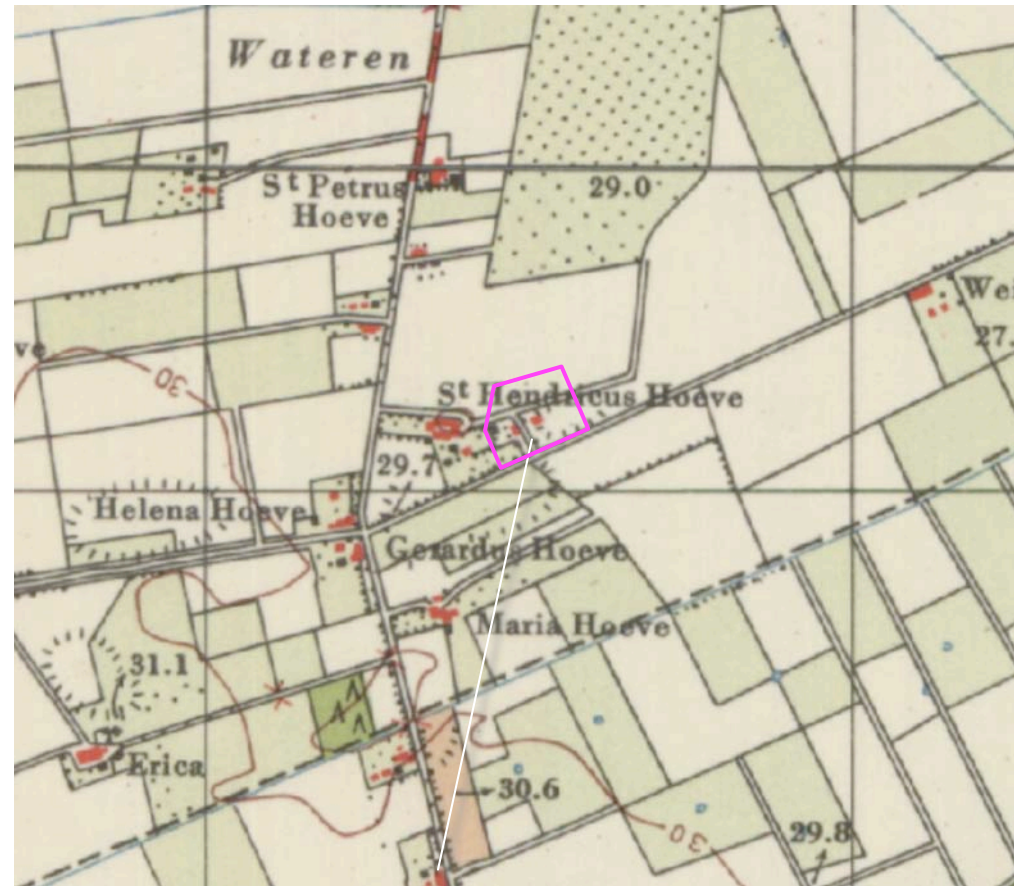 Wateren
29.0
St Petrus
Hoeve
Wei
27.
ve
30
St Hendricus Hoeve
29.7
Helena Hoeve
Gerardus Hoeve
Maria Hoeve
31.1
Erica
30.6
30
29.8